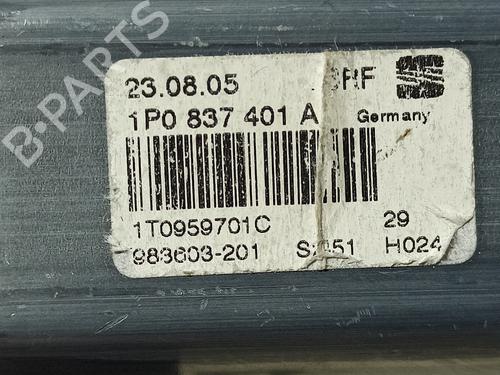 B-PARTS
23.08.05
1P0 837 401 A Germany
1T0959701C 29
983603-201 H024